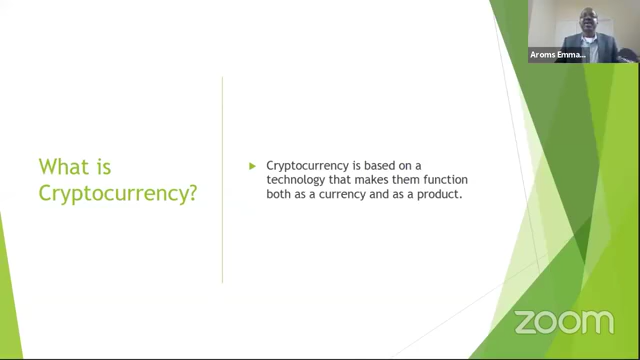 Aroms Emma...
What is
Cryptocurrency?
Cryptocurrency is based on a
technology that makes them function
both as a currency and as a product.
zoom